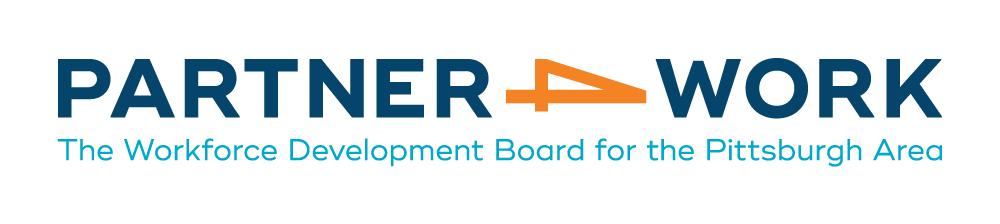 PARTNER4WORK
The Workforce Development Board for the Pittsburgh Area